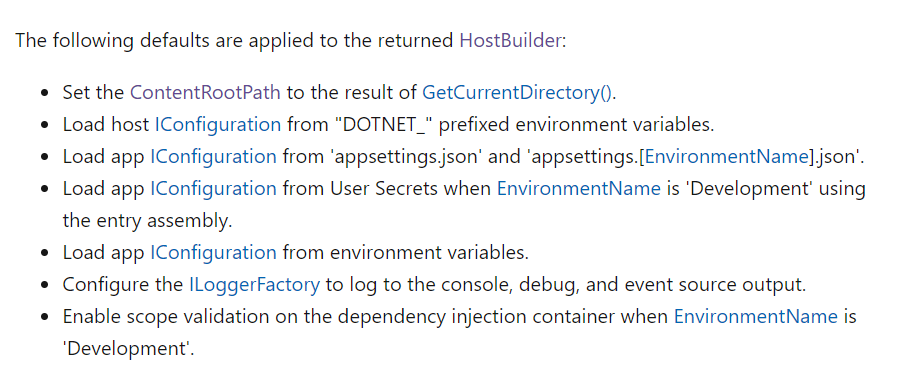 The following defaults are applied to the returned HostBuilder:
• Set the ContentRootPath to the result of GetCurrentDirectory().
• Load host IConfiguration from "DOTNET_" prefixed environment variables.
• Load app IConfiguration from 'appsettings.json' and 'appsettings.[EnvironmentName].json'.
• Load app IConfiguration from User Secrets when EnvironmentName is 'Development' using
the entry assembly.
• Load app IConfiguration from environment variables.
• Configure the ILoggerFactory to log to the console, debug, and event source output.
• Enable scope validation on the dependency injection container when EnvironmentName is
'Development'.